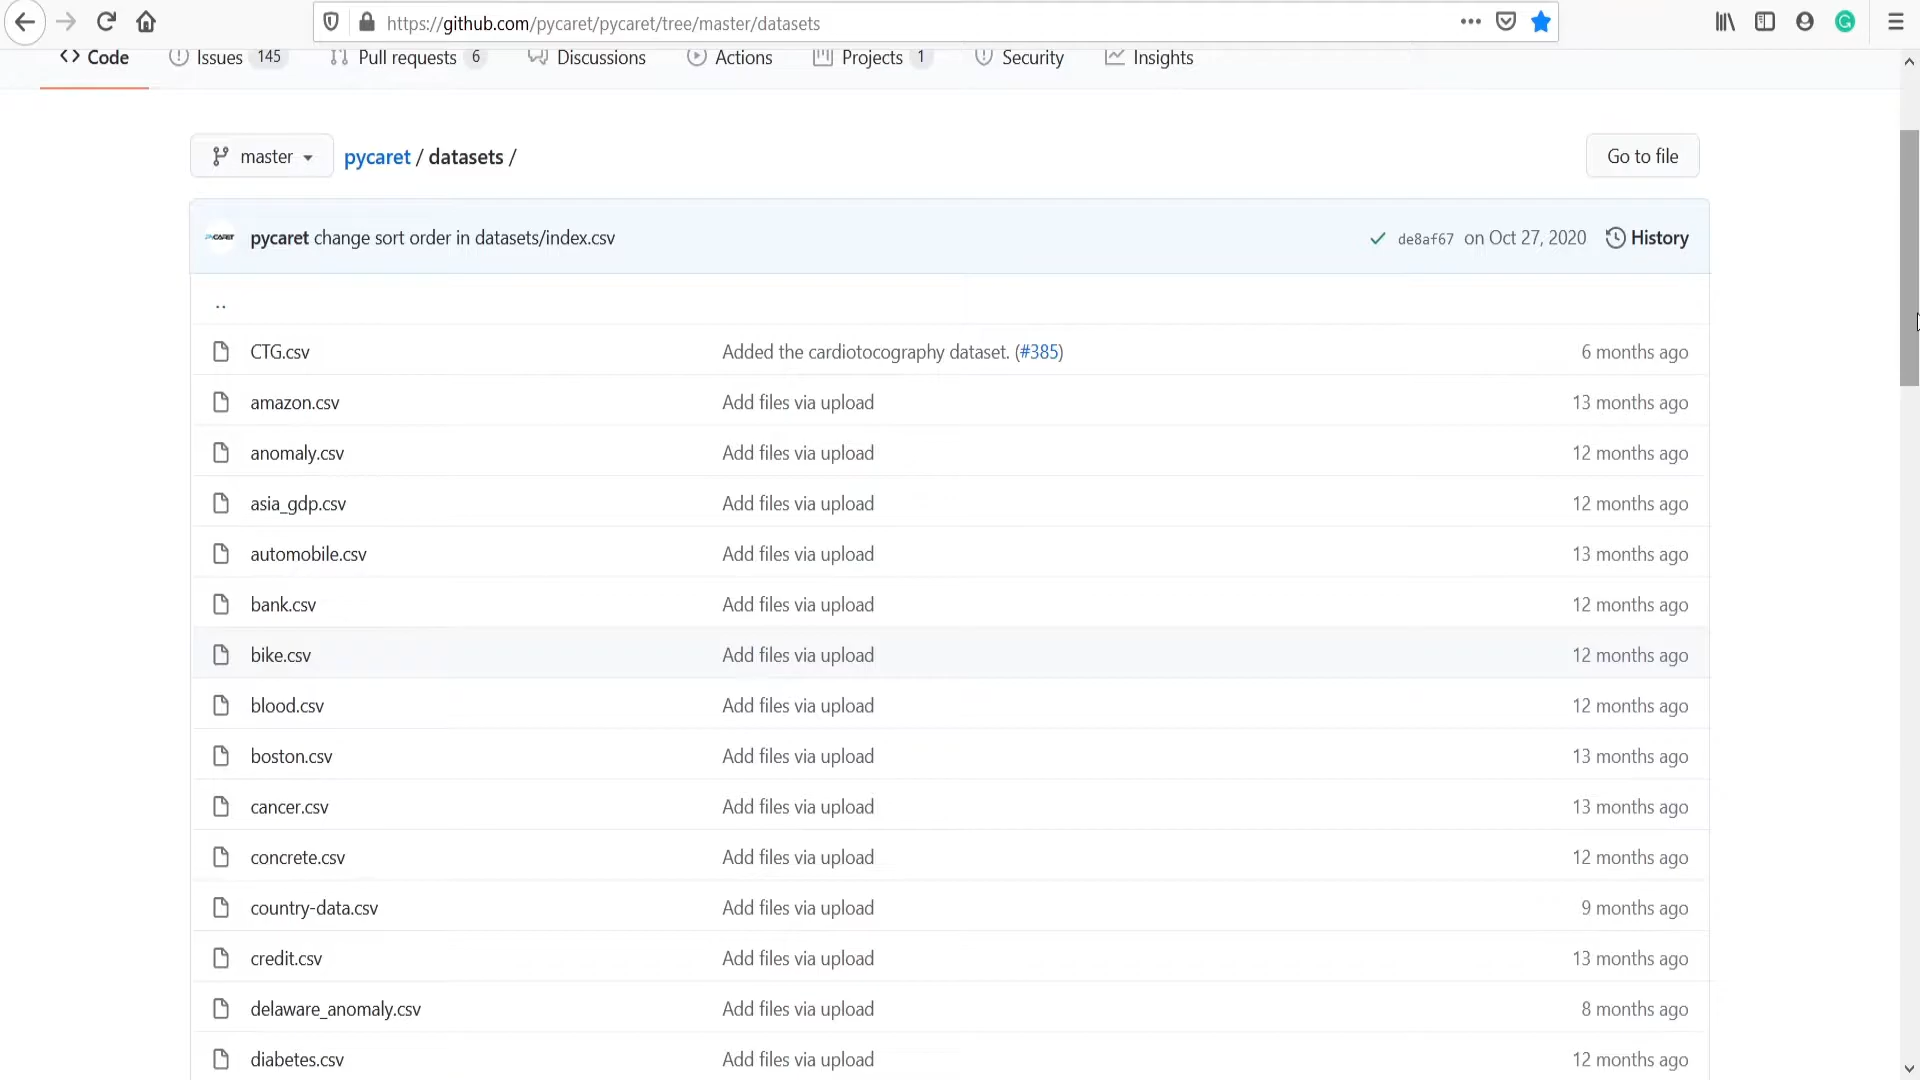 https://github.com/pycaret/pycaret/tree/master/datasets
Code Issues 145 Pull requests 6 Discussions Actions Projects 1 Security Insights
master pycaret / datasets / Go to file
PYCARET pycaret change sort order in datasets/index.csv de8af67 on Oct 27, 2020 History
..
CTG.csv Added the cardiotocography dataset. (#385) 6 months ago
amazon.csv Add files via upload 13 months ago
anomaly.csv Add files via upload 12 months ago
asia_gdp.csv Add files via upload 12 months ago
automobile.csv Add files via upload 13 months ago
bank.csv Add files via upload 12 months ago
bike.csv Add files via upload 12 months ago
blood.csv Add files via upload 12 months ago
boston.csv Add files via upload 13 months ago
cancer.csv Add files via upload 13 months ago
concrete.csv Add files via upload 12 months ago
country-data.csv Add files via upload 9 months ago
credit.csv Add files via upload 13 months ago
delaware_anomaly.csv Add files via upload 8 months ago
diabetes.csv Add files via upload 12 months ago